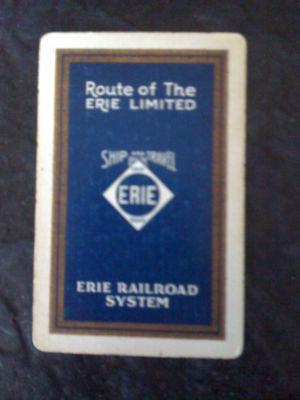 Route of The
ERIE LIMITED
SHIP AND TRAVEL
ERIE
ERIE RAILROAD
SYSTEM